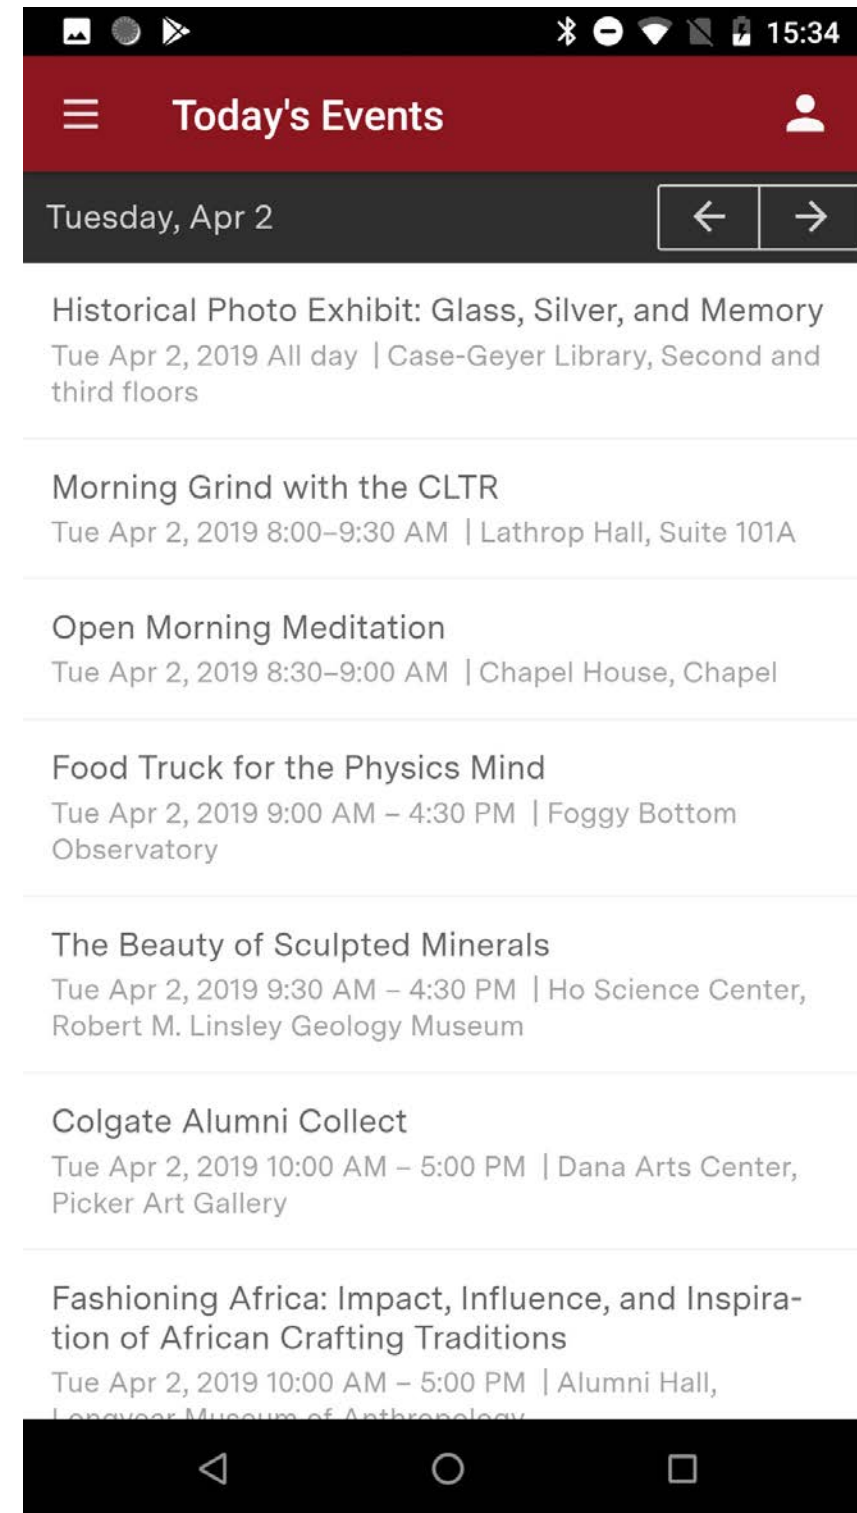 15:34
Today's Events
Tuesday, Apr 2
Historical Photo Exhibit: Glass, Silver, and Memory
Tue Apr 2, 2019 All day | Case-Geyer Library, Second and
third floors
Morning Grind with the CLTR
Tue Apr 2, 2019 8:00–9:30 AM | Lathrop Hall, Suite 101A
Open Morning Meditation
Tue Apr 2, 2019 8:30–9:00 AM | Chapel House, Chapel
Food Truck for the Physics Mind
Tue Apr 2, 2019 9:00 AM – 4:30 PM | Foggy Bottom
Observatory
The Beauty of Sculpted Minerals
Tue Apr 2, 2019 9:30 AM – 4:30 PM | Ho Science Center,
Robert M. Linsley Geology Museum
Colgate Alumni Collect
Tue Apr 2, 2019 10:00 AM – 5:00 PM | Dana Arts Center,
Picker Art Gallery
Fashioning Africa: Impact, Influence, and Inspira-
tion of African Crafting Traditions
Tue Apr 2, 2019 10:00 AM – 5:00 PM | Alumni Hall,
Longyear Museum of Anthropology